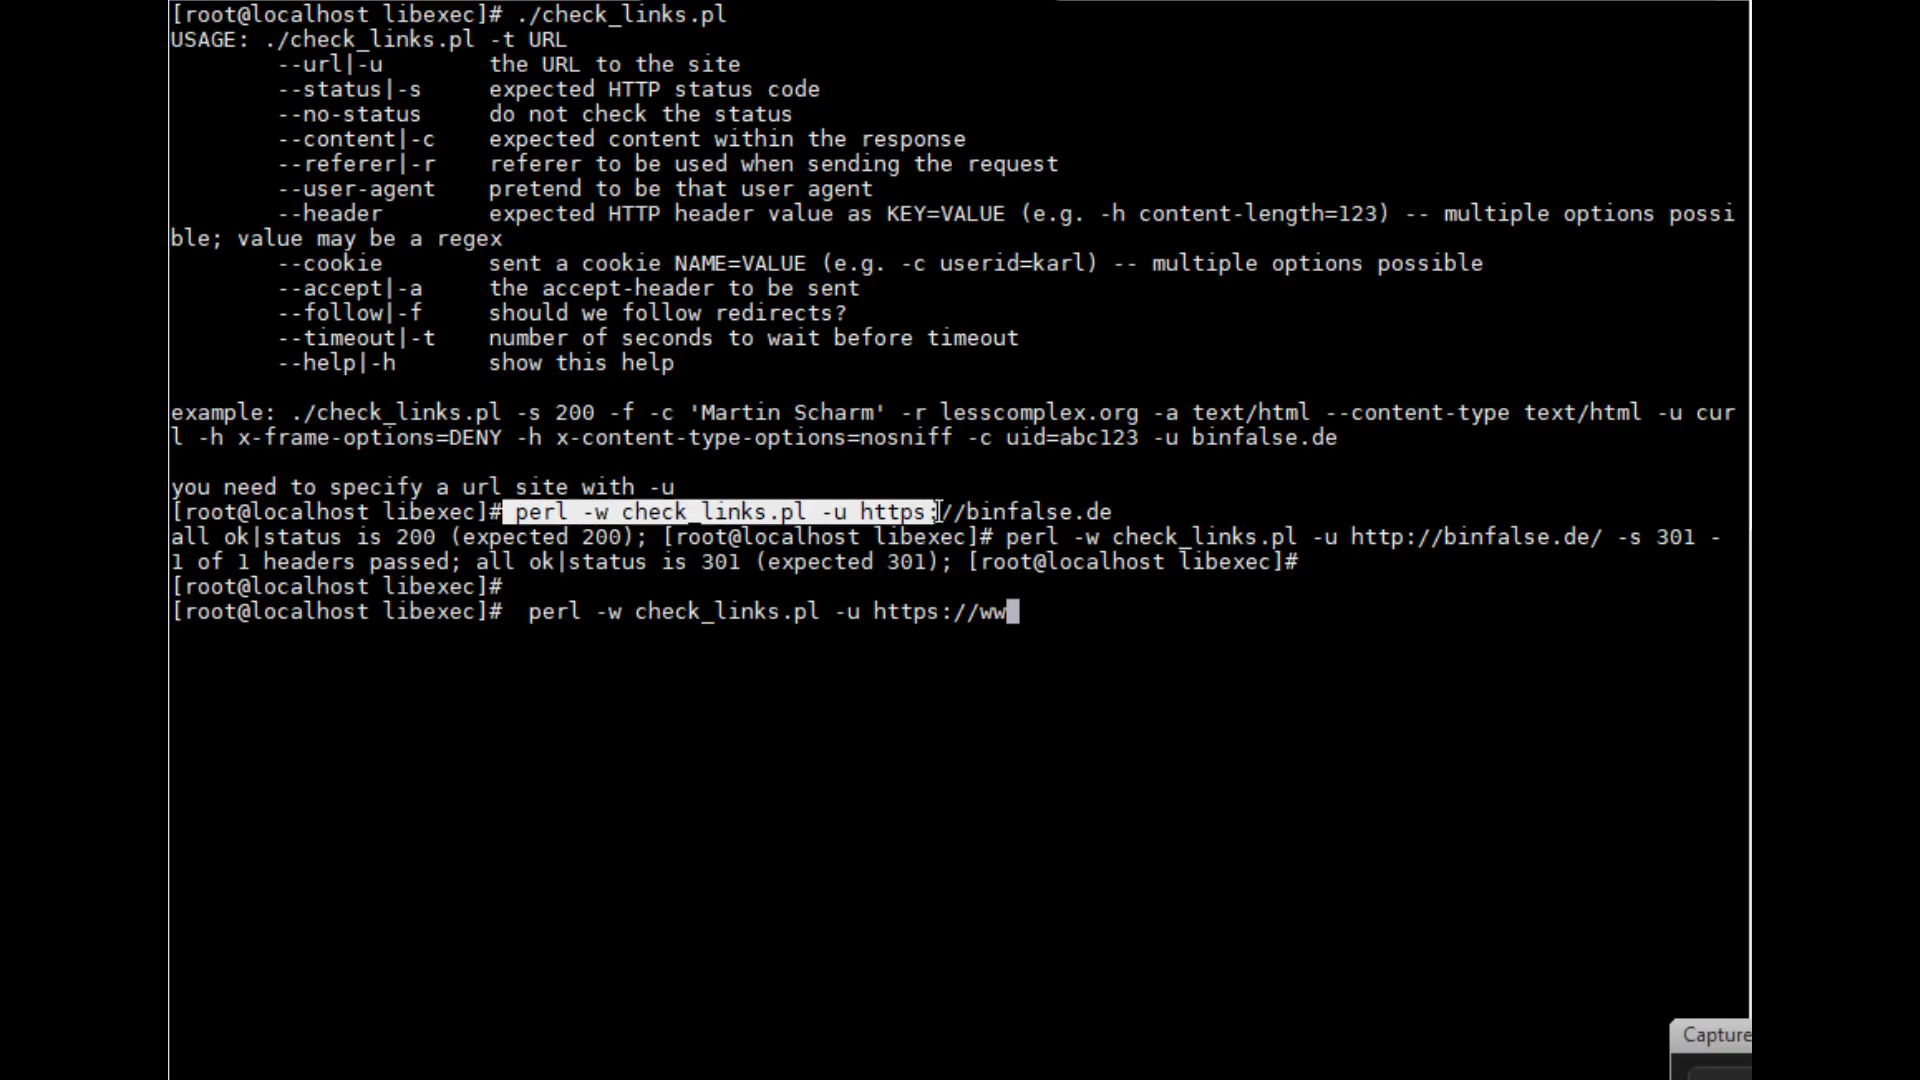 [root@localhost libexec]# ./check_links.pl
USAGE: ./check_links.pl -t URL
--url|-u the URL to the site
--status|-s expected HTTP status code
--no-status do not check the status
--content|-c expected content within the response
--referer|-r referer to be used when sending the request
--user-agent pretend to be that user agent
--header expected HTTP header value as KEY=VALUE (e.g. -h content-length=123) -- multiple options possi
ble; value may be a regex
--cookie sent a cookie NAME=VALUE (e.g. -c userid=karl) -- multiple options possible
--accept|-a the accept-header to be sent
--follow|-f should we follow redirects?
--timeout|-t number of seconds to wait before timeout
--help|-h show this help
example: ./check_links.pl -s 200 -f -c 'Martin Scharm' -r lesscomplex.org -a text/html --content-type text/html -u cur
l -h x-frame-options=DENY -h x-content-type-options=nosniff -c uid=abc123 -u binfalse.de
you need to specify a url site with -u
[root@localhost libexec]# perl -w check_links.pl -u https://binfalse.de
all ok|status is 200 (expected 200); [root@localhost libexec]# perl -w check_links.pl -u http://binfalse.de/ -s 301 -
1 of 1 headers passed; all ok|status is 301 (expected 301); [root@localhost libexec]#
[root@localhost libexec]#
[root@localhost libexec]#  perl -w check_links.pl -u https://ww
Capture